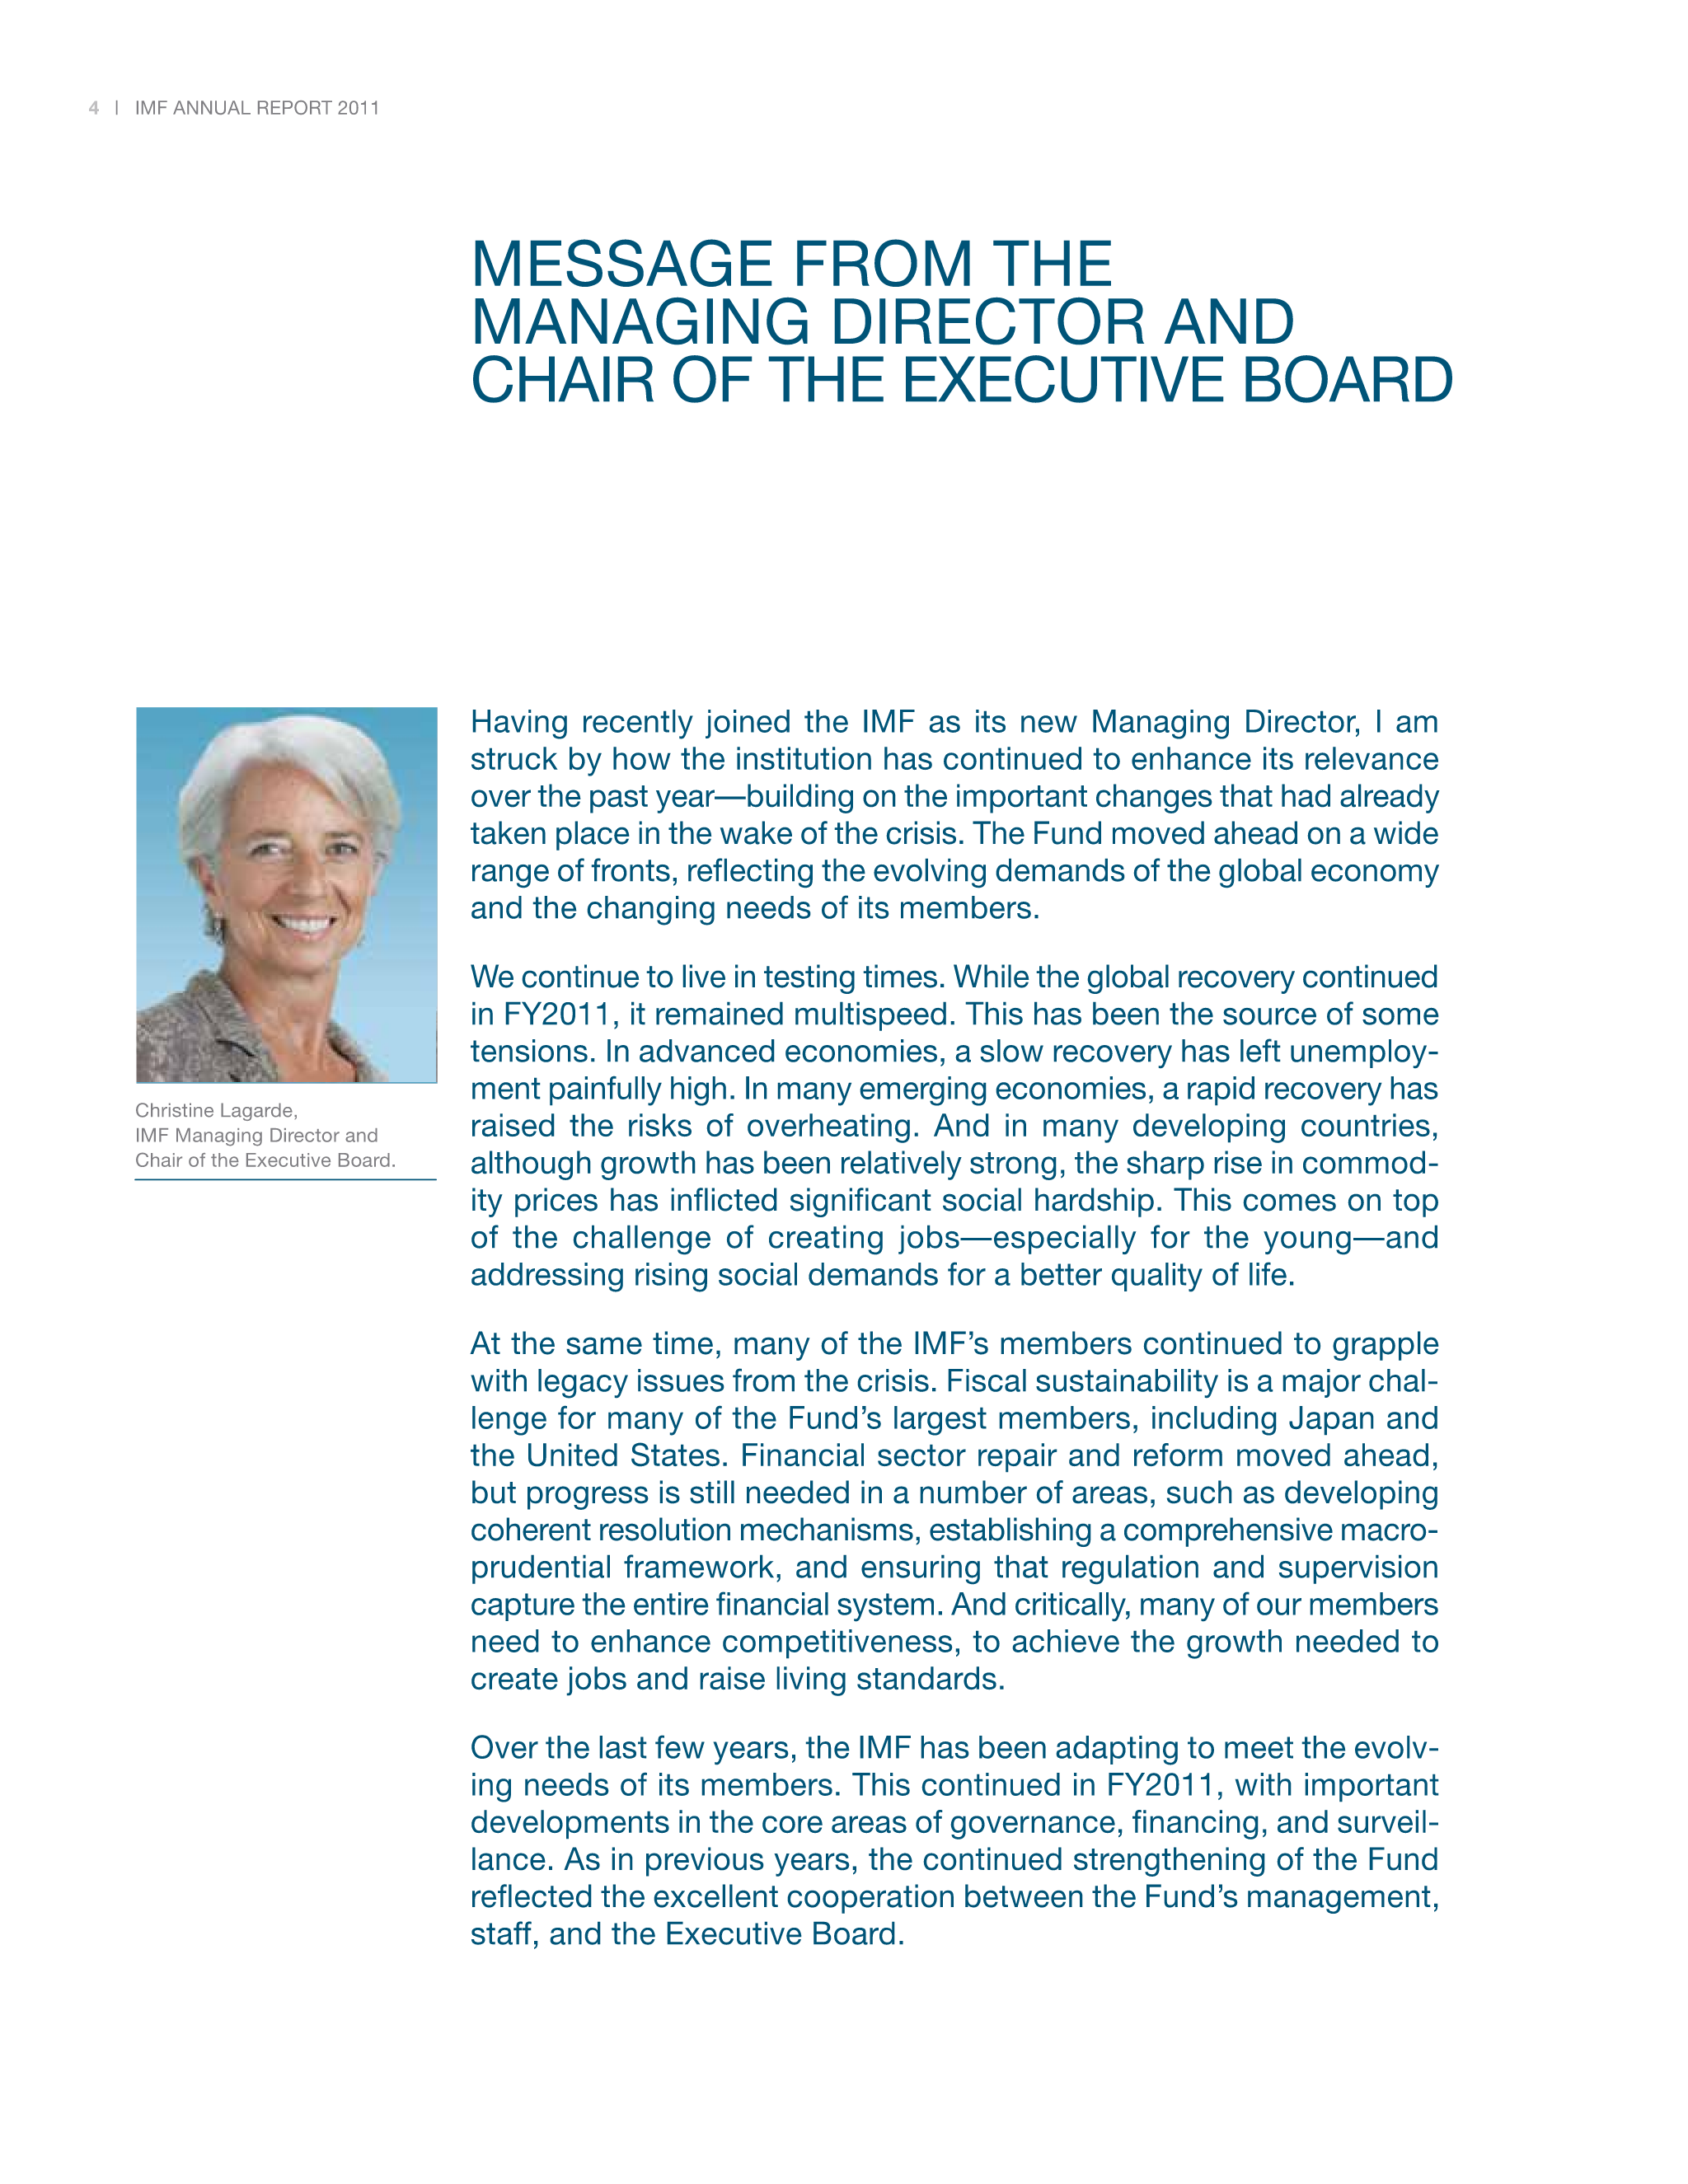 4 | IMF ANNUAL REPORT 2011
MESSAGE FROM THE
MANAGING DIRECTOR AND
CHAIR OF THE EXECUTIVE BOARD
Christine Lagarde,
IMF Managing Director and
Chair of the Executive Board.
Having recently joined the IMF as its new Managing Director, I am
struck by how the institution has continued to enhance its relevance
over the past year—building on the important changes that had already
taken place in the wake of the crisis. The Fund moved ahead on a wide
range of fronts, reflecting the evolving demands of the global economy
and the changing needs of its members.
We continue to live in testing times. While the global recovery continued
in FY2011, it remained multispeed. This has been the source of some
tensions. In advanced economies, a slow recovery has left unemploy-
ment painfully high. In many emerging economies, a rapid recovery has
raised the risks of overheating. And in many developing countries,
although growth has been relatively strong, the sharp rise in commod-
ity prices has inflicted significant social hardship. This comes on top
of the challenge of creating jobs—especially for the young—and
addressing rising social demands for a better quality of life.
At the same time, many of the IMF’s members continued to grapple
with legacy issues from the crisis. Fiscal sustainability is a major chal-
lenge for many of the Fund’s largest members, including Japan and
the United States. Financial sector repair and reform moved ahead,
but progress is still needed in a number of areas, such as developing
coherent resolution mechanisms, establishing a comprehensive macro-
prudential framework, and ensuring that regulation and supervision
capture the entire financial system. And critically, many of our members
need to enhance competitiveness, to achieve the growth needed to
create jobs and raise living standards.
Over the last few years, the IMF has been adapting to meet the evolv-
ing needs of its members. This continued in FY2011, with important
developments in the core areas of governance, financing, and surveil-
lance. As in previous years, the continued strengthening of the Fund
reflected the excellent cooperation between the Fund’s management,
staff, and the Executive Board.